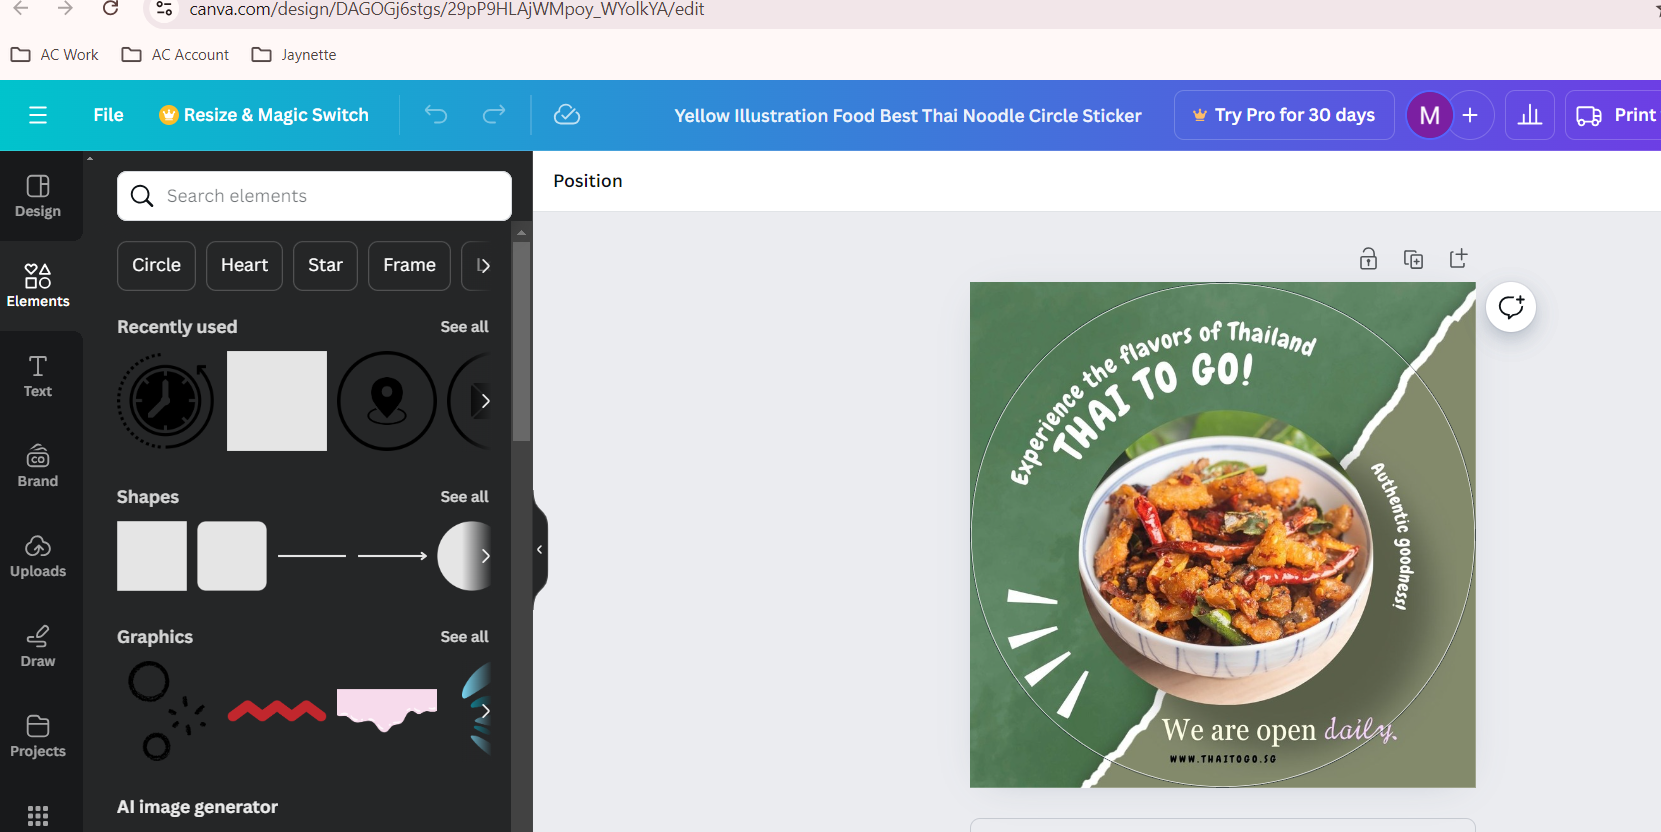 canva.com/design/DAGOGj6stgs/29pP9HLAjWMpoy_WYolkYA/edit
AC Work AC Account Jaynette
File Resize & Magic Switch Yellow Illustration Food Best Thai Noodle Circle Sticker Try Pro for 30 days M + Print
Design
Elements
Text
Brand
Uploads
Draw
Projects
Search elements
Circle Heart Star Frame
Recently used See all
Shapes See all
Graphics See all
AI image generator
Position
Experience the flavors of Thailand
THAI TO GO!
Authentic goodness!
We are open daily.
WWW.THAITOGO.SG